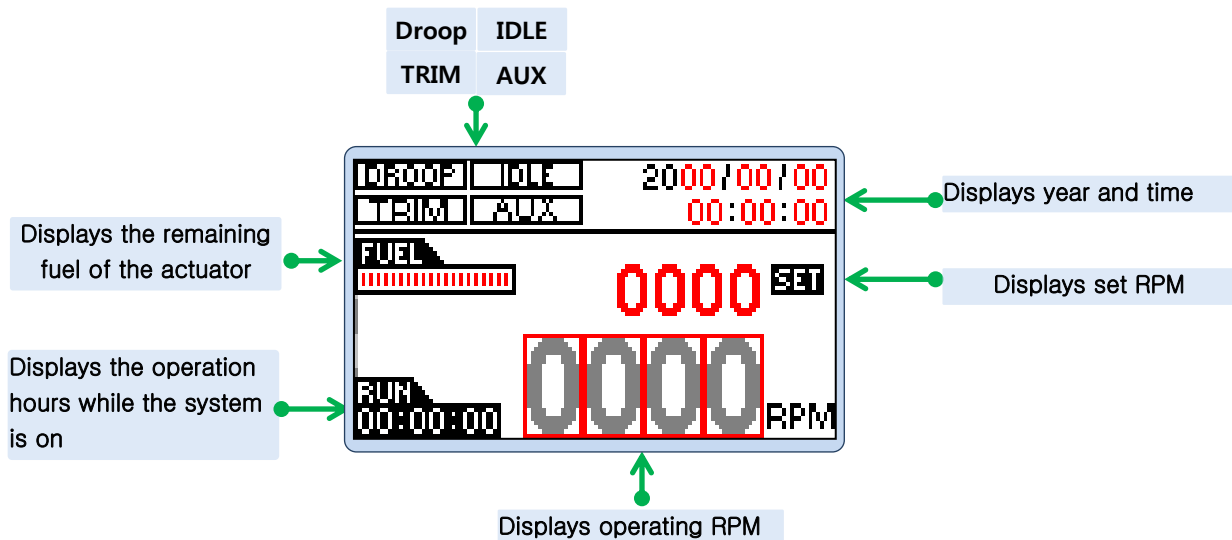 Droop IDLE
TRIM AUX
DROOP IDLE 2000/00/00
TRIM AUX 00:00:00
Displays year and time
Displays the remaining
fuel of the actuator
FUEL
0000 SET
Displays set RPM
Displays the operation
hours while the system
is on
RUN
00:00:00
0000 RPM
Displays operating RPM